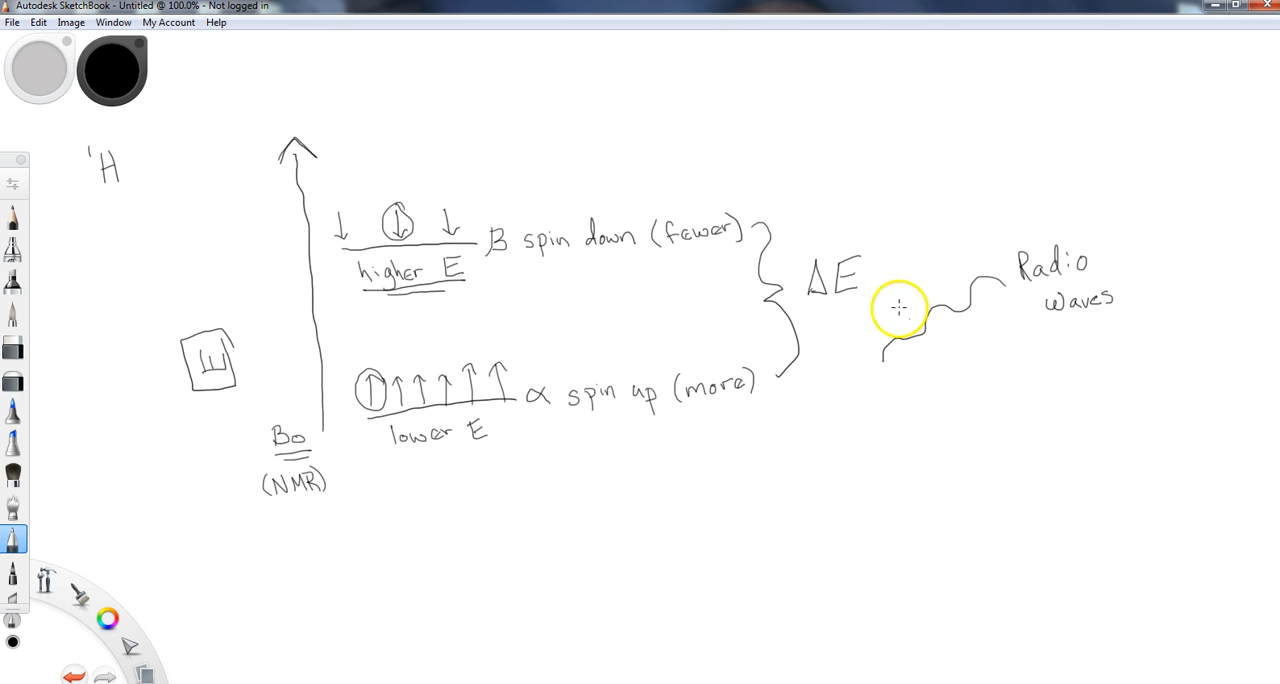 Autodesk SketchBook - Untitled @ 100.0% - Not logged in
File Edit Image Window My Account Help
¹H
β spin down (fewer)
higher E
ΔE
Radio
waves
E
α spin up (more)
lower E
Bo
(NMR)